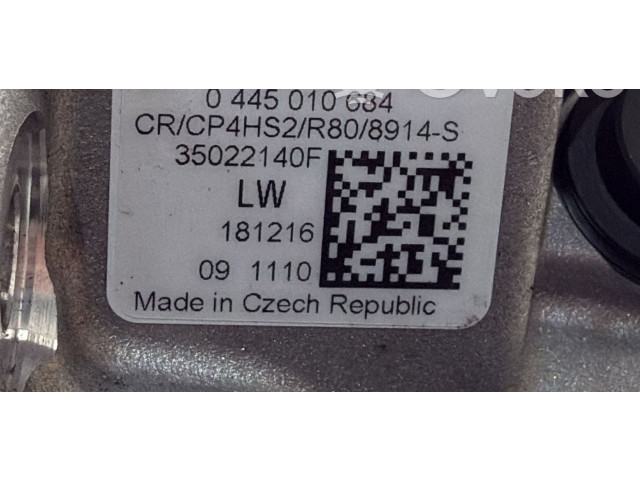 0 445 010 684
CR/CP4HS2/R80/8914-S
35022140F
LW
181216
09 1110
Made in Czech Republic